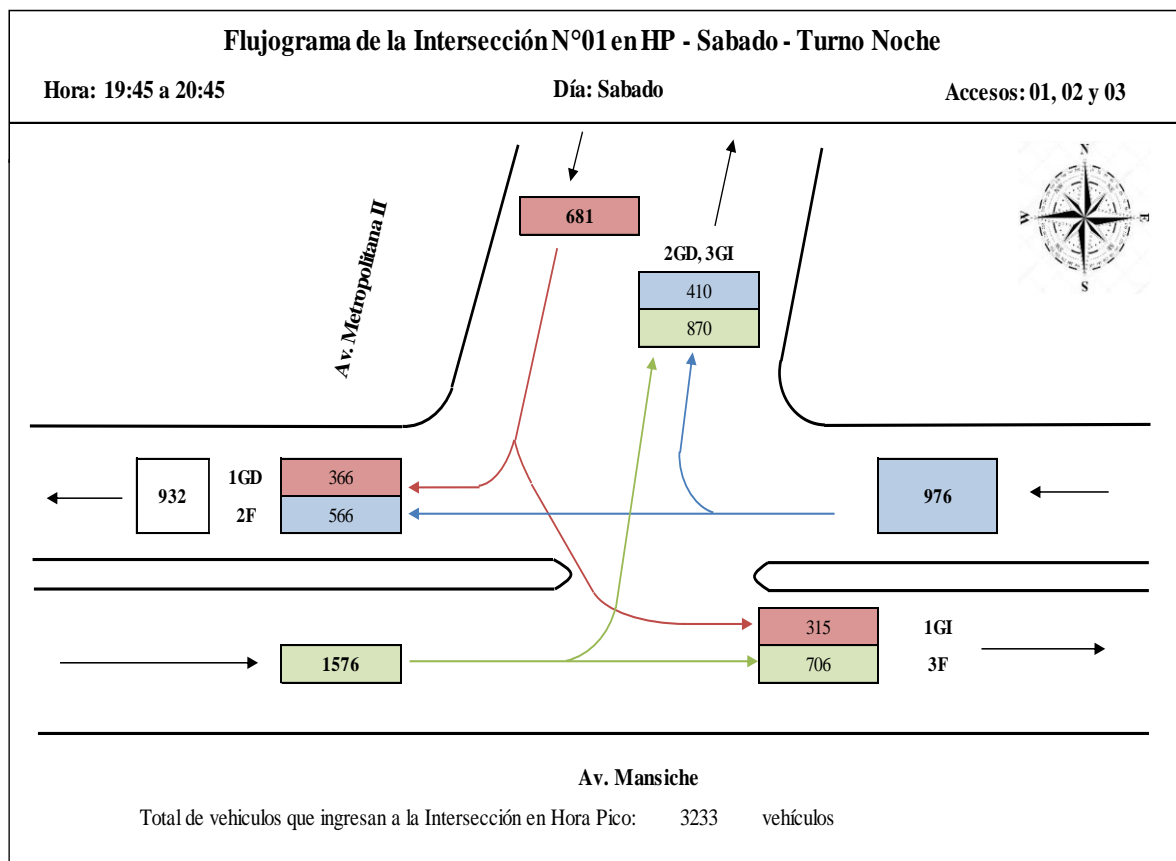 Flujograma de la Intersección N°01 en HP - Sabado - Turno Noche
Hora: 19:45 a 20:45 Día: Sabado Accesos: 01, 02 y 03
N
W E
S
681
2GD, 3GI
410
870
Av. Metropolitana II
932 1GD 366 976
2F 566
315 1GI
1576 706 3F
Av. Mansiche
Total de vehiculos que ingresan a la Intersección en Hora Pico: 3233 vehículos